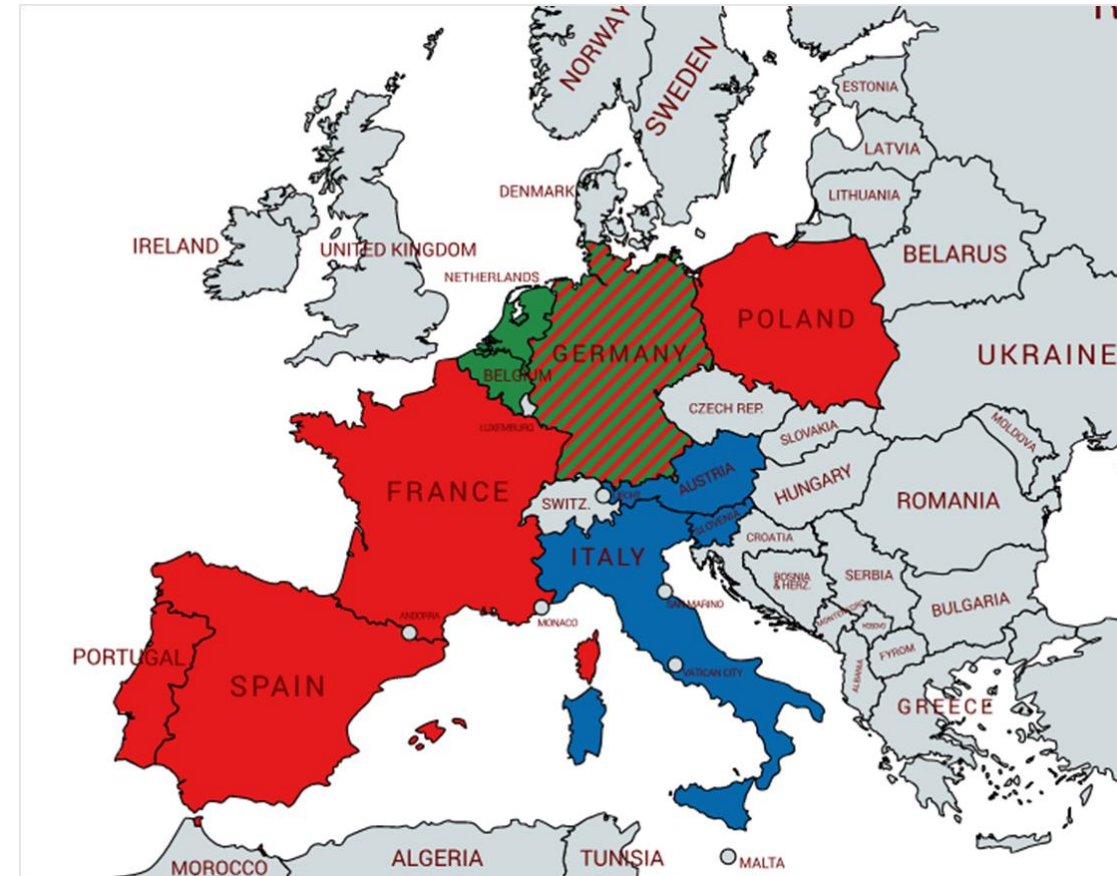 NORWAY
SWEDEN
ESTONIA
LATVIA
DENMARK
LITHUANIA
IRELAND
UNITED KINGDOM
BELARUS
NETHERLANDS
POLAND
GERMANY
UKRAINE
BELGIUM
CZECH REP.
LUXEMBURG
SLOVAKIA
MOLDOVA
FRANCE
AUSTRIA
HUNGARY
SWITZ.
ROMANIA
SLOVENIA
CROATIA
ITALY
BOSNIA
& HERZ.
SERBIA
SAN MARINO
BULGARIA
ANDORRA
MONACO
MONTENEGRO
KOSOVO
PORTUGAL
FYROM
SPAIN
VATICAN CITY
ALBANIA
GREECE
MOROCCO
ALGERIA
TUNISIA
MALTA